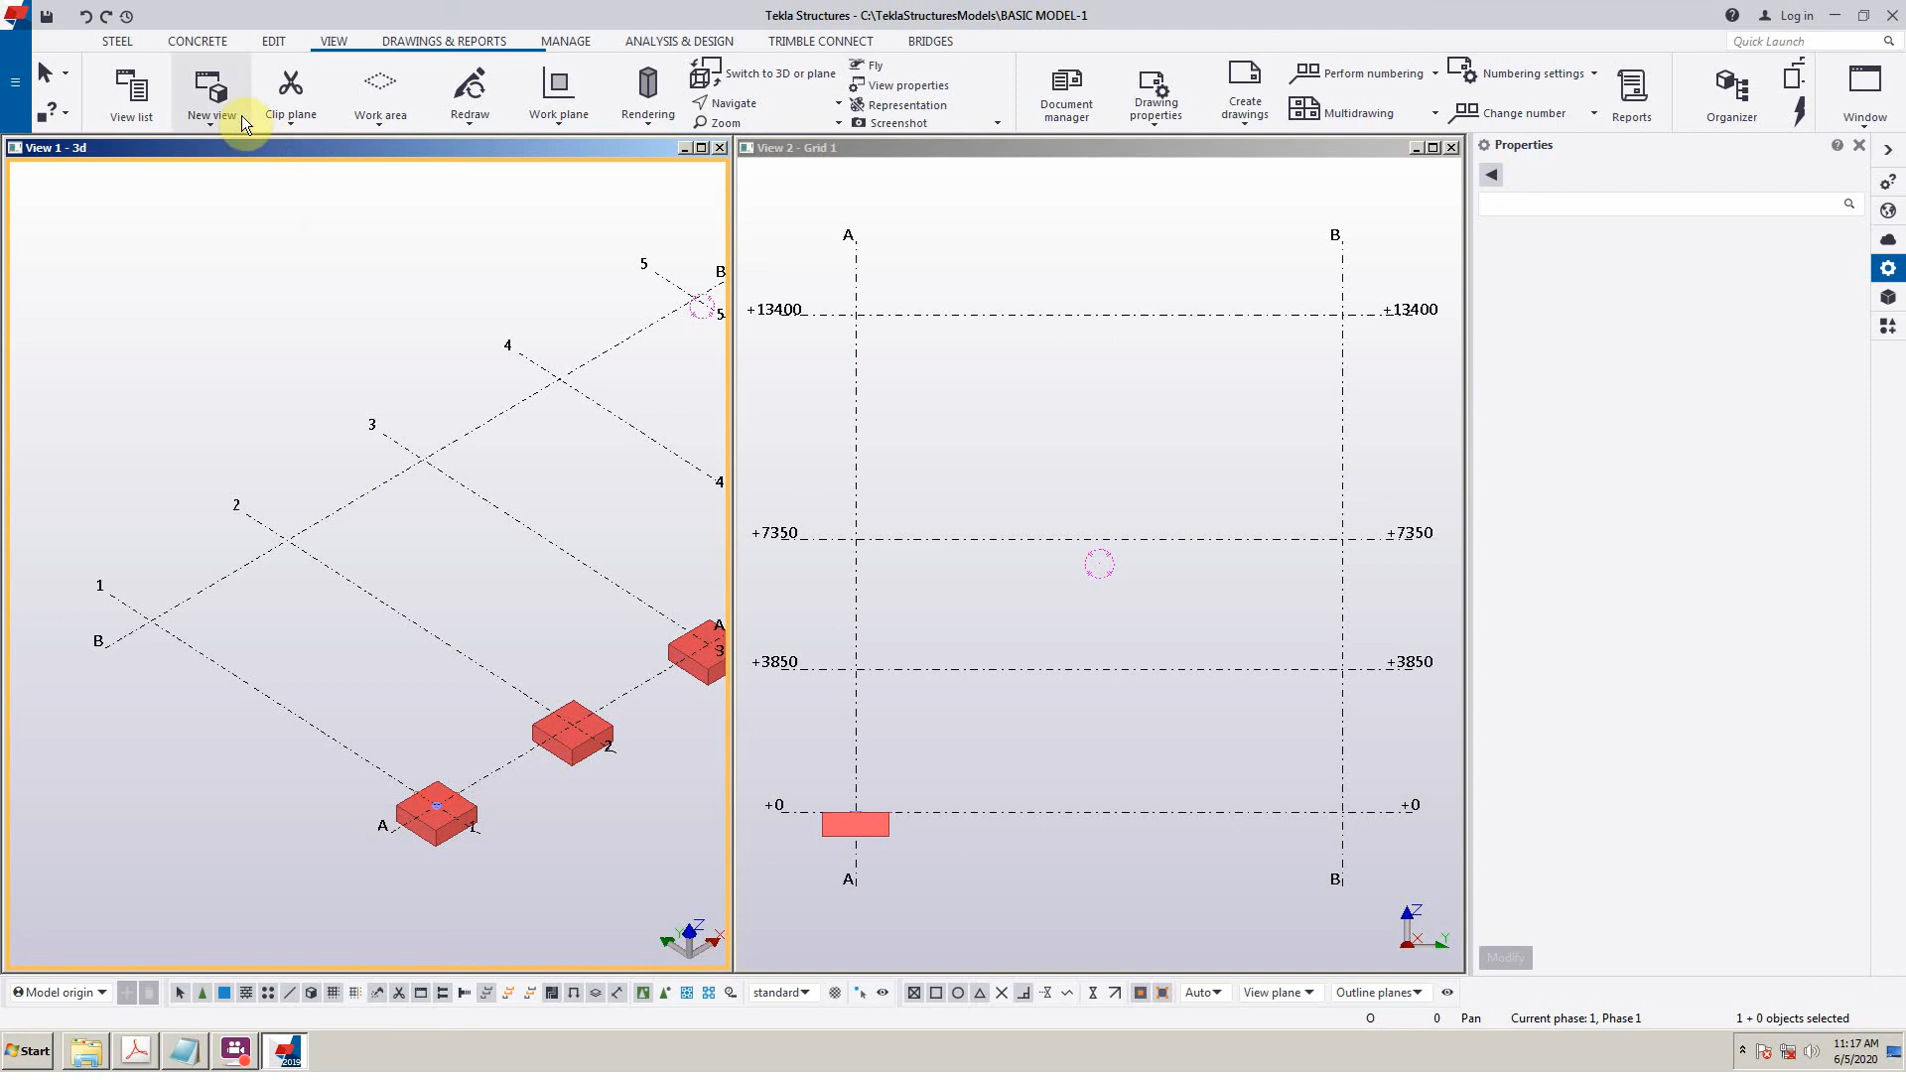 Tekla Structures - C:\TeklaStructuresModels\BASIC MODEL-1
Log in
STEEL
CONCRETE
EDIT
VIEW
DRAWINGS & REPORTS
MANAGE
ANALYSIS & DESIGN
TRIMBLE CONNECT
BRIDGES
Quick Launch
View list
New view
Clip plane
Work area
Redraw
Work plane
Rendering
Switch to 3D or plane
Navigate
Zoom
Fly
View properties
Representation
Screenshot
Document manager
Drawing properties
Create drawings
Perform numbering
Multidrawing
Numbering settings
Change number
Reports
Organizer
Window
View 1 - 3d
View 2 - Grid 1
Properties
5
B
5
4
4
3
A
3
2
2
1
B
A
1
Z
Y
X
A
B
+13400
+13400
+7350
+7350
+3850
+3850
+0
+0
A
B
Z
X
Y
Modify
Model origin
standard
Auto
View plane
Outline planes
O
0
Pan
Current phase: 1, Phase 1
1 + 0 objects selected
Start
2019
11:17 AM
6/5/2020